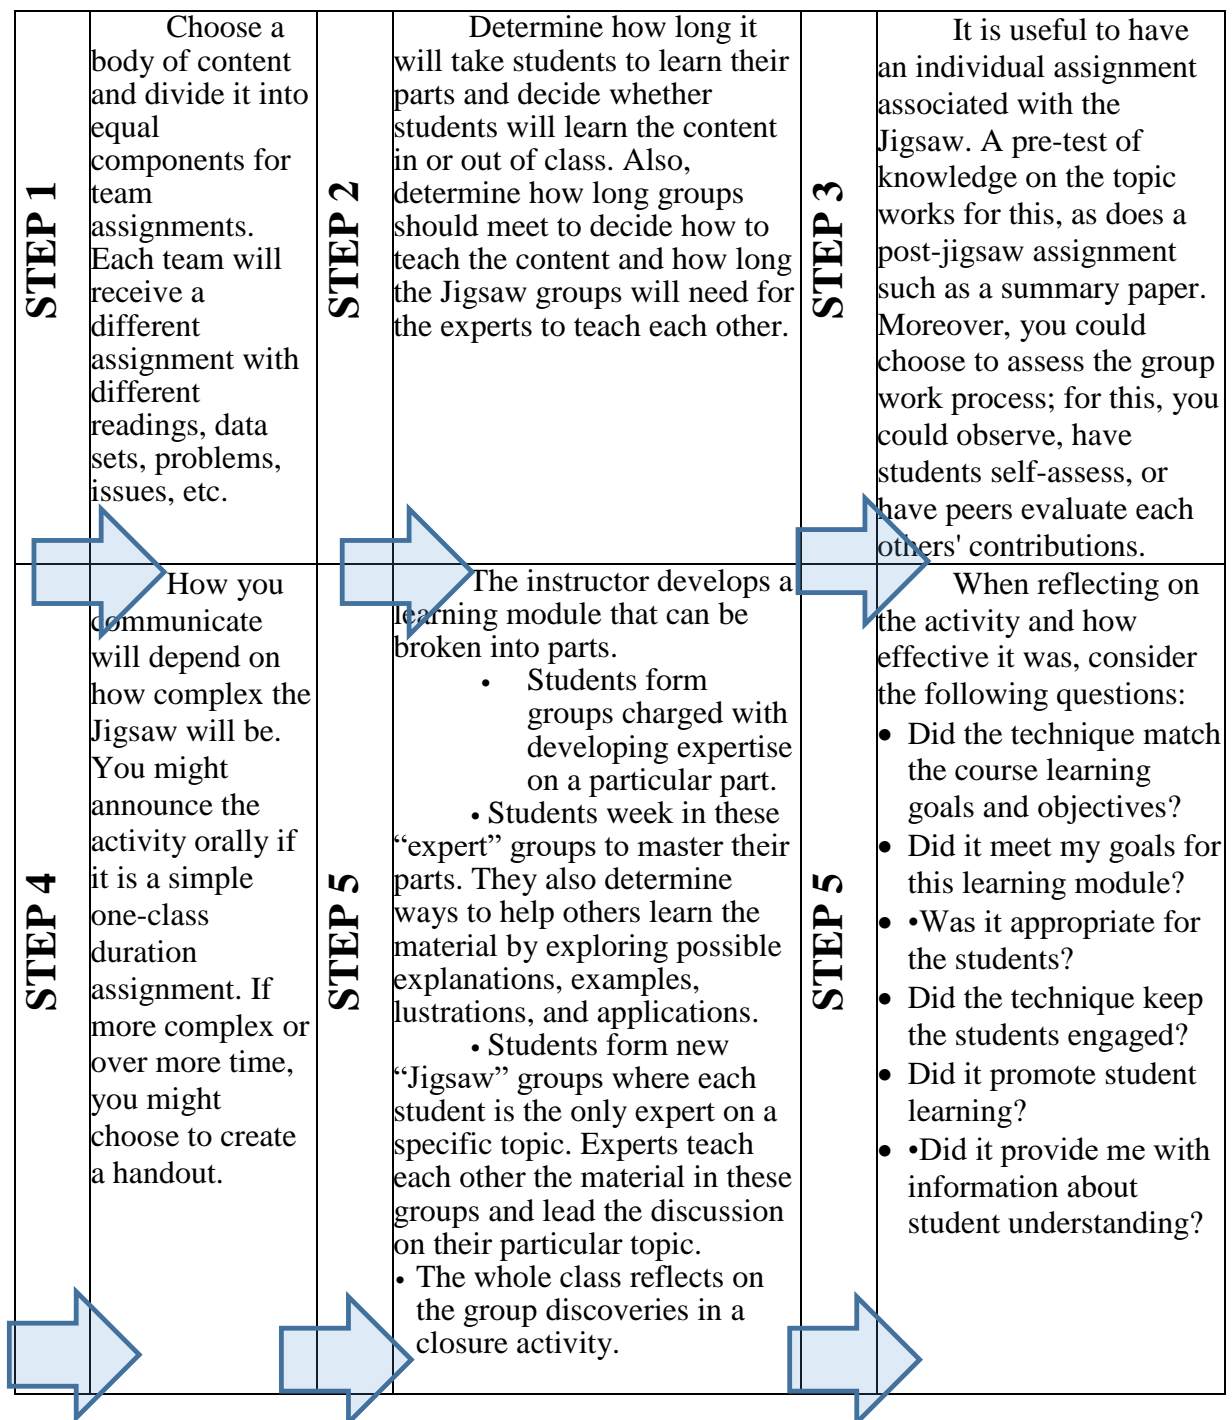 STEP 1
Choose a
body of content
and divide it into
equal
components for
team
assignments.
Each team will
receive a
different
assignment with
different
readings, data
sets, problems,
issues, etc.
STEP 2
Determine how long it
will take students to learn their
parts and decide whether
students will learn the content
in or out of class. Also,
determine how long groups
should meet to decide how to
teach the content and how long
the Jigsaw groups will need for
the experts to teach each other.
STEP 3
It is useful to have
an individual assignment
associated with the
Jigsaw. A pre-test of
knowledge on the topic
works for this, as does a
post-jigsaw assignment
such as a summary paper.
Moreover, you could
choose to assess the group
work process; for this, you
could observe, have
students self-assess, or
have peers evaluate each
others' contributions.
STEP 4
How you
communicate
will depend on
how complex the
Jigsaw will be.
You might
announce the
activity orally if
it is a simple
one-class
duration
assignment. If
more complex or
over more time,
you might
choose to create
a handout.
STEP 5
The instructor develops a
learning module that can be
broken into parts.
• Students form
groups charged with
developing expertise
on a particular part.
• Students week in these
“expert” groups to master their
parts. They also determine
ways to help others learn the
material by exploring possible
explanations, examples,
lustrations, and applications.
• Students form new
“Jigsaw” groups where each
student is the only expert on a
specific topic. Experts teach
each other the material in these
groups and lead the discussion
on their particular topic.
• The whole class reflects on
the group discoveries in a
closure activity.
STEP 5
When reflecting on
the activity and how
effective it was, consider
the following questions:
• Did the technique match
the course learning
goals and objectives?
• Did it meet my goals for
this learning module?
• •Was it appropriate for
the students?
• Did the technique keep
the students engaged?
• Did it promote student
learning?
• •Did it provide me with
information about
student understanding?